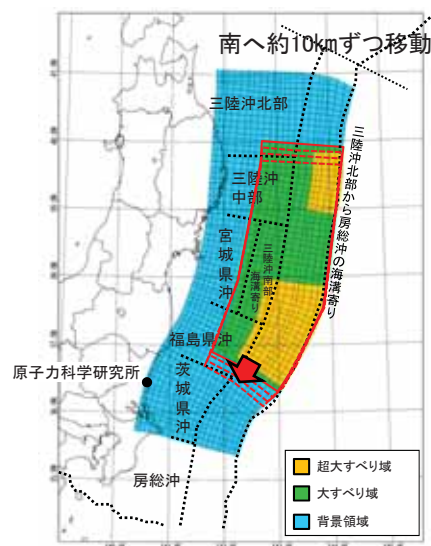 南へ約10kmずつ移動
三陸沖北部
三陸沖北部から房総沖の海溝寄り
三陸沖
中部
宮城県沖
三陸沖南部
海溝寄り
福島県沖
原子力科学研究所
茨城県沖
房総沖
超大すべり域
大すべり域
背景領域